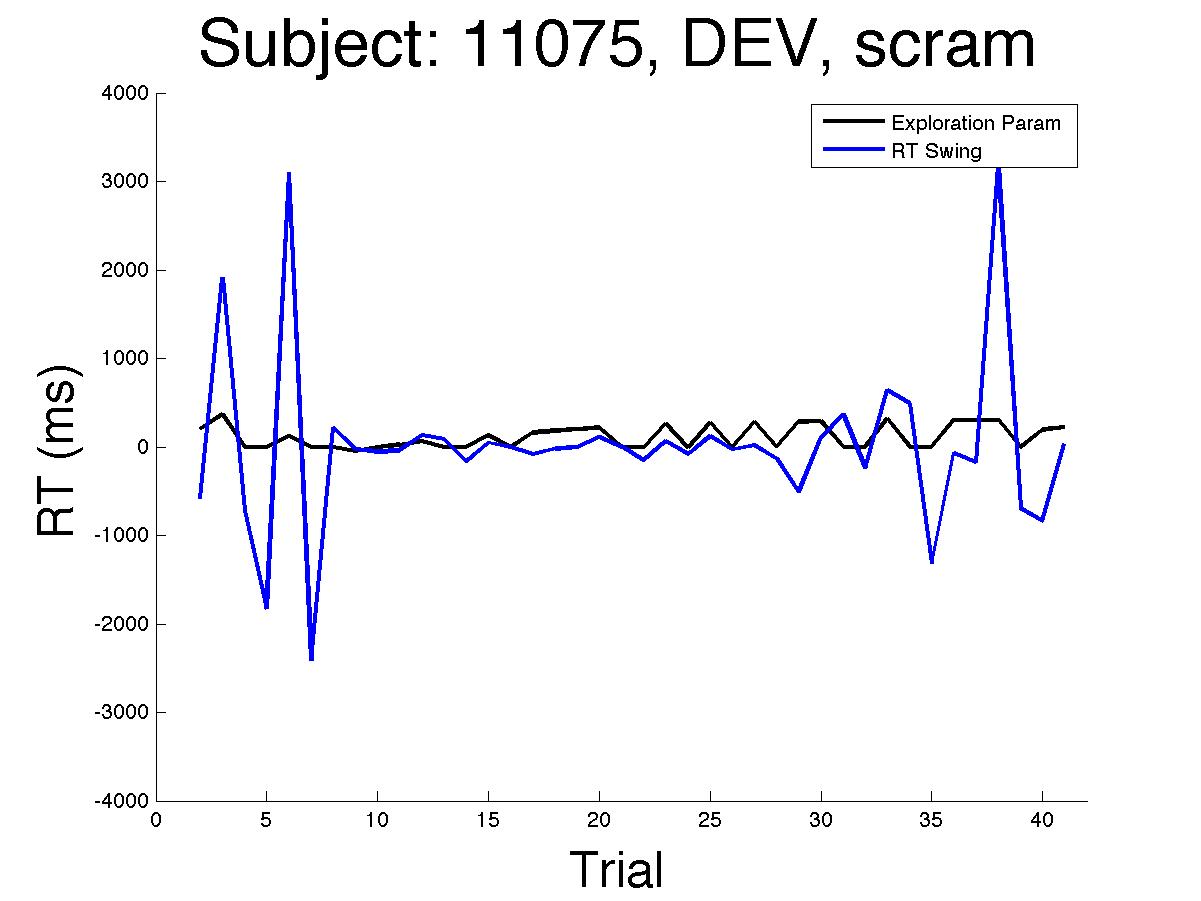 Subject: 11075, DEV, scram
Exploration Param
RT Swing
RT (ms)
4000
3000
2000
1000
0
-1000
-2000
-3000
-4000
0 5 10 15 20 25 30 35 40
Trial